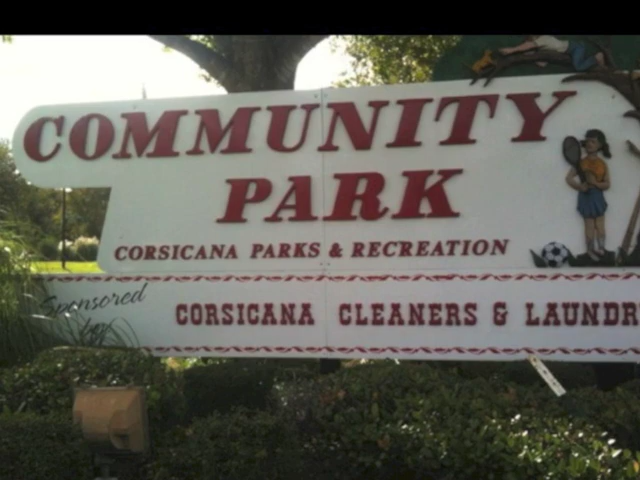 COMMUNITY
PARK
CORSICANA PARKS & RECREATION
Sponsored
by
CORSICANA CLEANERS & LAUNDR